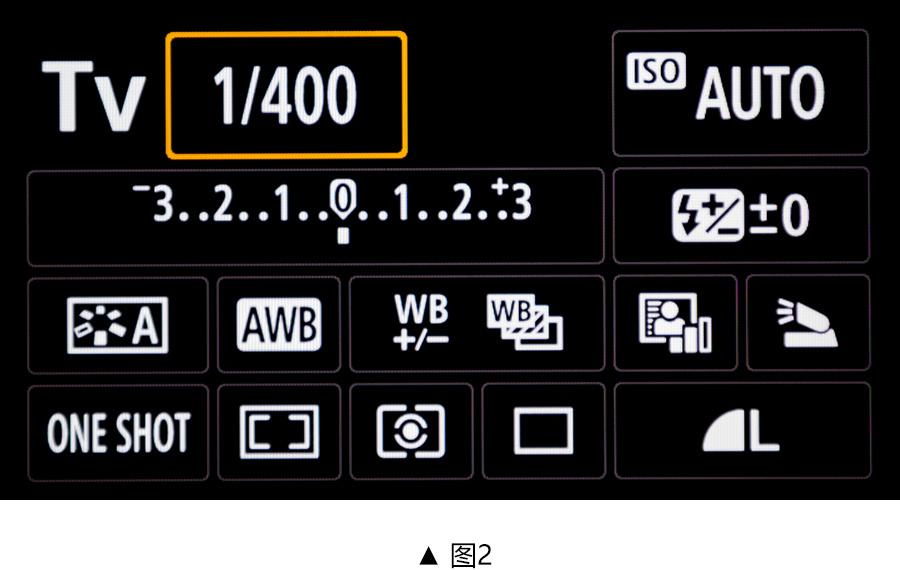 Tv 1/400 ISO AUTO
-3..2..1..0..1..2..+3 ±0
A AWB WB +/- WB
ONE SHOT L
▲ 图2